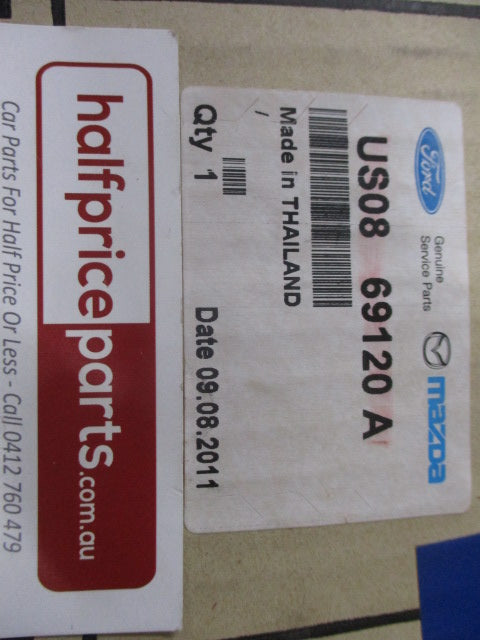 Ford
Genuine
Service Parts
mazda
US08 69120 A
Made in THAILAND
/
Qty 1
Date 09.08.2011
halfpriceparts.com.au
Car Parts For Half Price Or Less - Call 0412 760 479